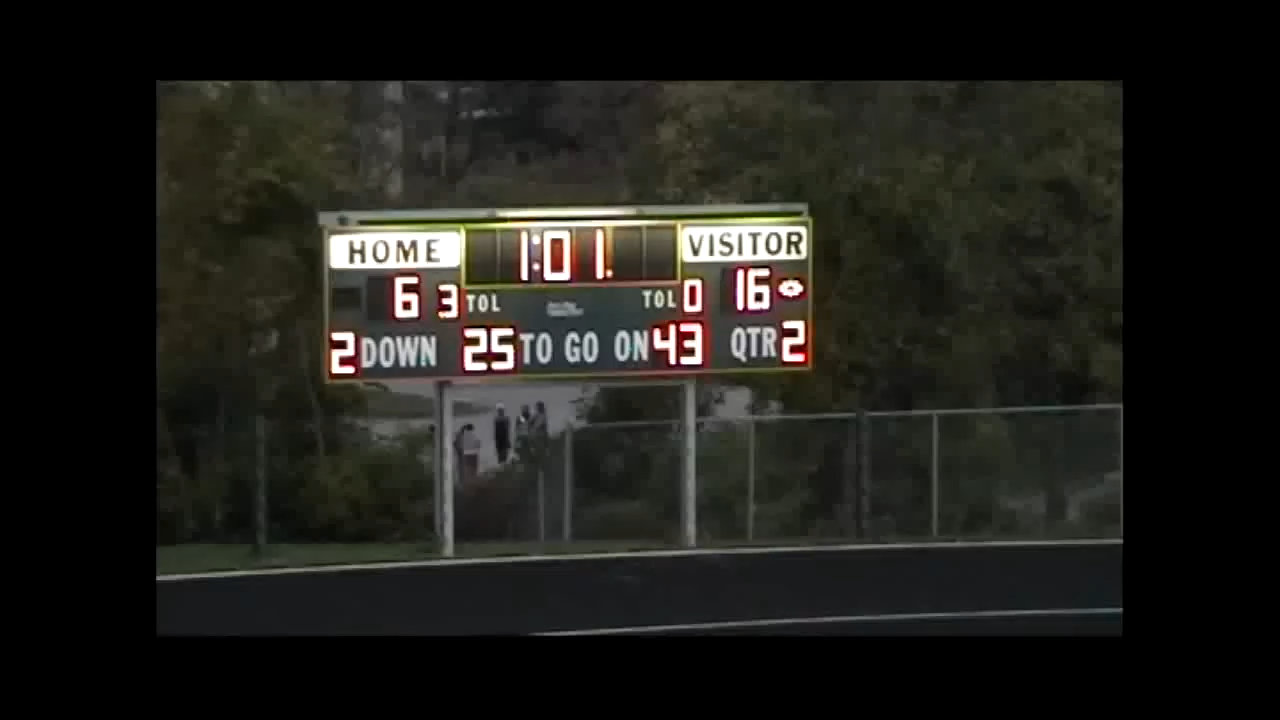 HOME 1:01. VISITOR
6 3 TOL TOL 0 16
2 DOWN 25 TO GO ON 43 QTR 2